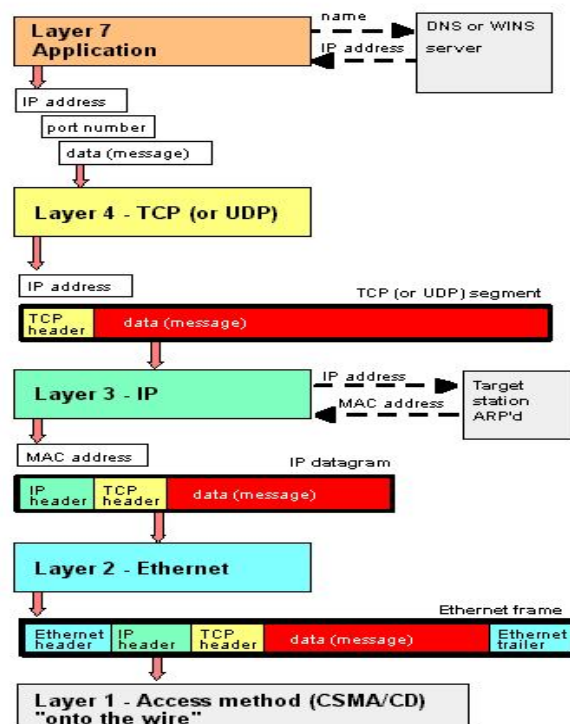 name
Layer 7
Application
DNS or WINS
server
IP address
IP address
port number
data (message)
Layer 4 - TCP (or UDP)
IP address
TCP (or UDP) segment
TCP
header
data (message)
Layer 3 - IP
IP address
MAC address
Target
station
ARP'd
MAC address
IP datagram
IP
header
TCP
header
data (message)
Layer 2 - Ethernet
Ethernet frame
Ethernet
header
IP
header
TCP
header
data (message)
Ethernet
trailer
Layer 1 - Access method (CSMA/CD)
"onto the wire"